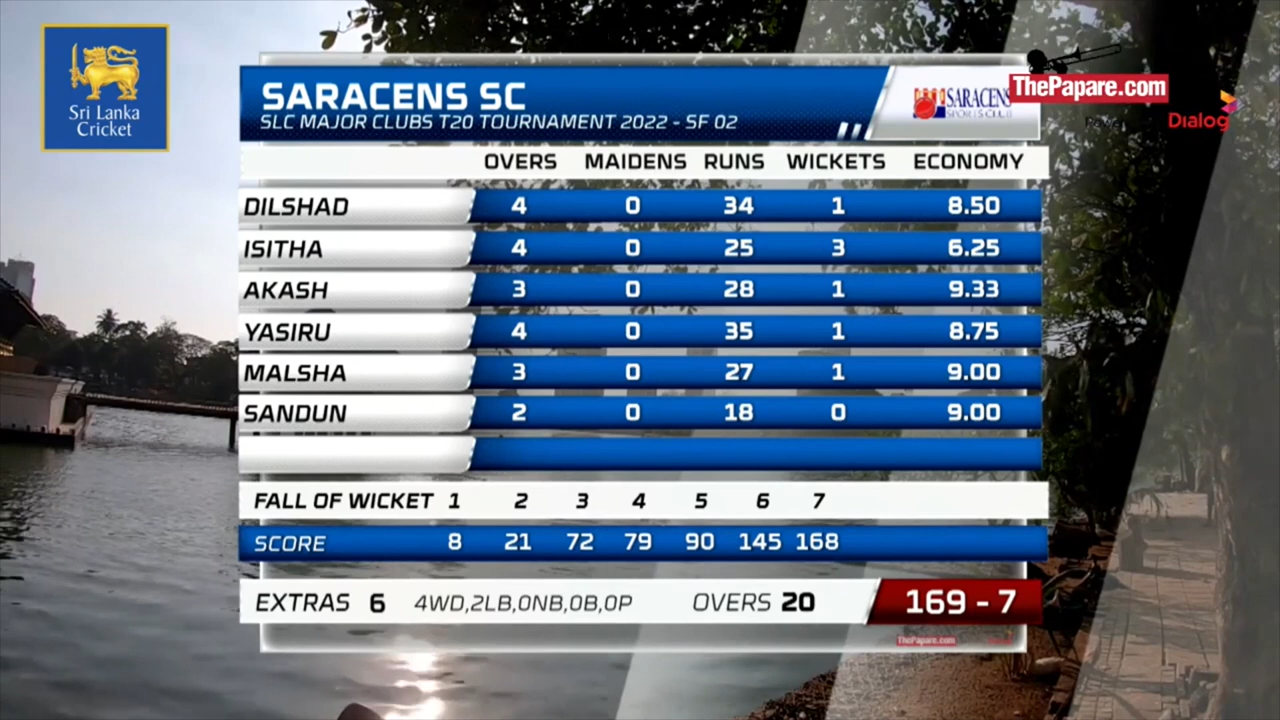 Sri Lanka
Cricket
SARACENS SC
SLC MAJOR CLUBS T20 TOURNAMENT 2022 - SF 02
SARACENS
SPORTS CLUB
ThePapare.com
Dialog
OVERS MAIDENS RUNS WICKETS ECONOMY
DILSHAD 4 0 34 1 8.50
ISITHA 4 0 25 3 6.25
AKASH 3 0 28 1 9.33
YASIRU 4 0 35 1 8.75
MALSHA 3 0 27 1 9.00
SANDUN 2 0 18 0 9.00
FALL OF WICKET 1 2 3 4 5 6 7
SCORE 8 21 72 79 90 145 168
EXTRAS 6 4WD,2LB,0NB,0B,0P OVERS 20 169 - 7
ThePapare.com